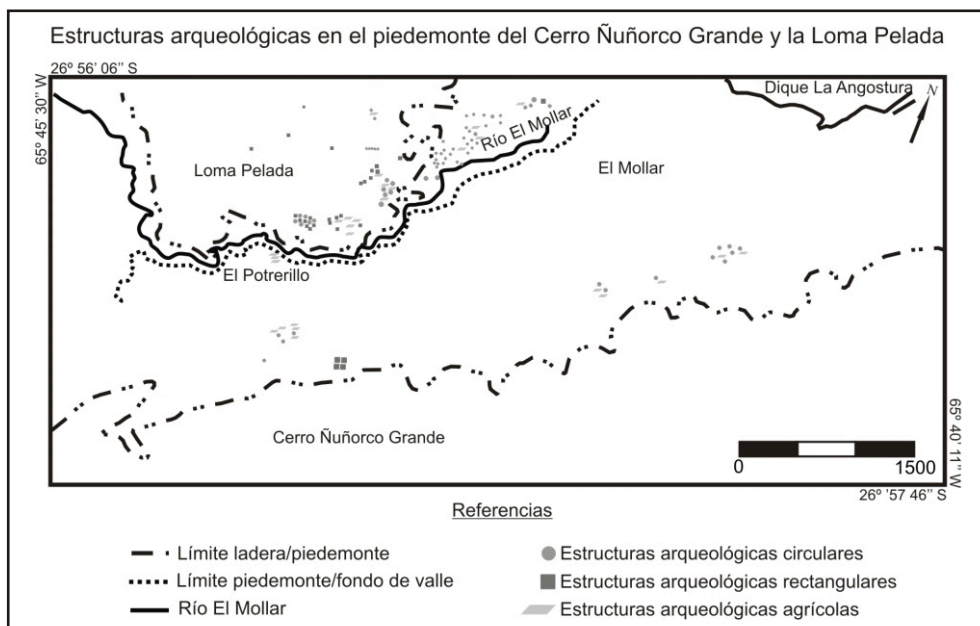 Estructuras arqueológicas en el piedemonte del Cerro Ñuñorco Grande y la Loma Pelada
26º 56’ 06’’ S
65º 45’ 30’’ W
Dique La Angostura
N
Río El Mollar
Loma Pelada
El Mollar
El Potrerillo
Cerro Ñuñorco Grande
0
1500
65º 40’ 11’’ W
26º ’57 46’’ S
Referencias
Límite ladera/piedemonte
Límite piedemonte/fondo de valle
Río El Mollar
Estructuras arqueológicas circulares
Estructuras arqueológicas rectangulares
Estructuras arqueológicas agrícolas